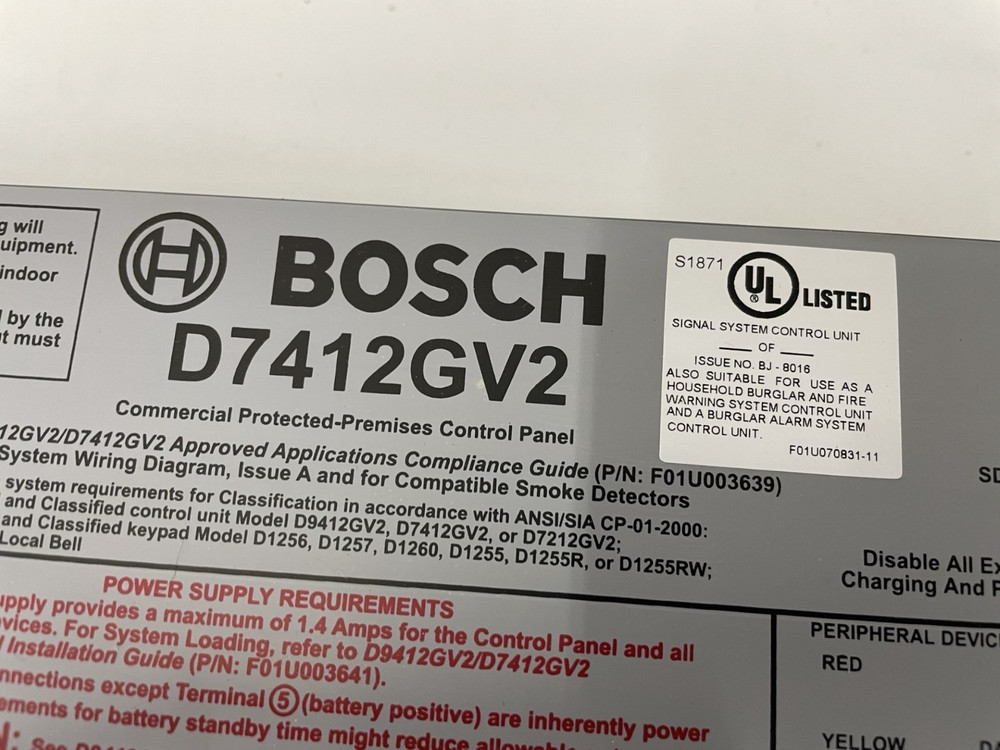 g will
uipment.
indoor
by the
t must
BOSCH
D7412GV2
Commercial Protected-Premises Control Panel
12GV2/D7412GV2 Approved Applications Compliance Guide (P/N: F01U003639)
System Wiring Diagram, Issue A and for Compatible Smoke Detectors
system requirements for Classification in accordance with ANSI/SIA CP-01-2000:
and Classified control unit Model D9412GV2, D7412GV2, or D7212GV2;
and Classified keypad Model D1256, D1257, D1260, D1255, D1255R, or D1255RW;
Local Bell
S1871 UL ® LISTED
SIGNAL SYSTEM CONTROL UNIT
___ OF ___
ISSUE NO. BJ - 8016
ALSO SUITABLE FOR USE AS A
HOUSEHOLD BURGLAR AND FIRE
WARNING SYSTEM CONTROL UNIT
AND A BURGLAR ALARM SYSTEM
CONTROL UNIT.
F01U070831-11
SD
Disable All Ex
Charging And
POWER SUPPLY REQUIREMENTS
upply provides a maximum of 1.4 Amps for the Control Panel and all
vices. For System Loading, refer to D9412GV2/D7412GV2
Installation Guide (P/N: F01U003641).
nnections except Terminal 5 (battery positive) are inherently power
ements for battery standby time might reduce
PERIPHERAL DEVIC
RED
YELLOW